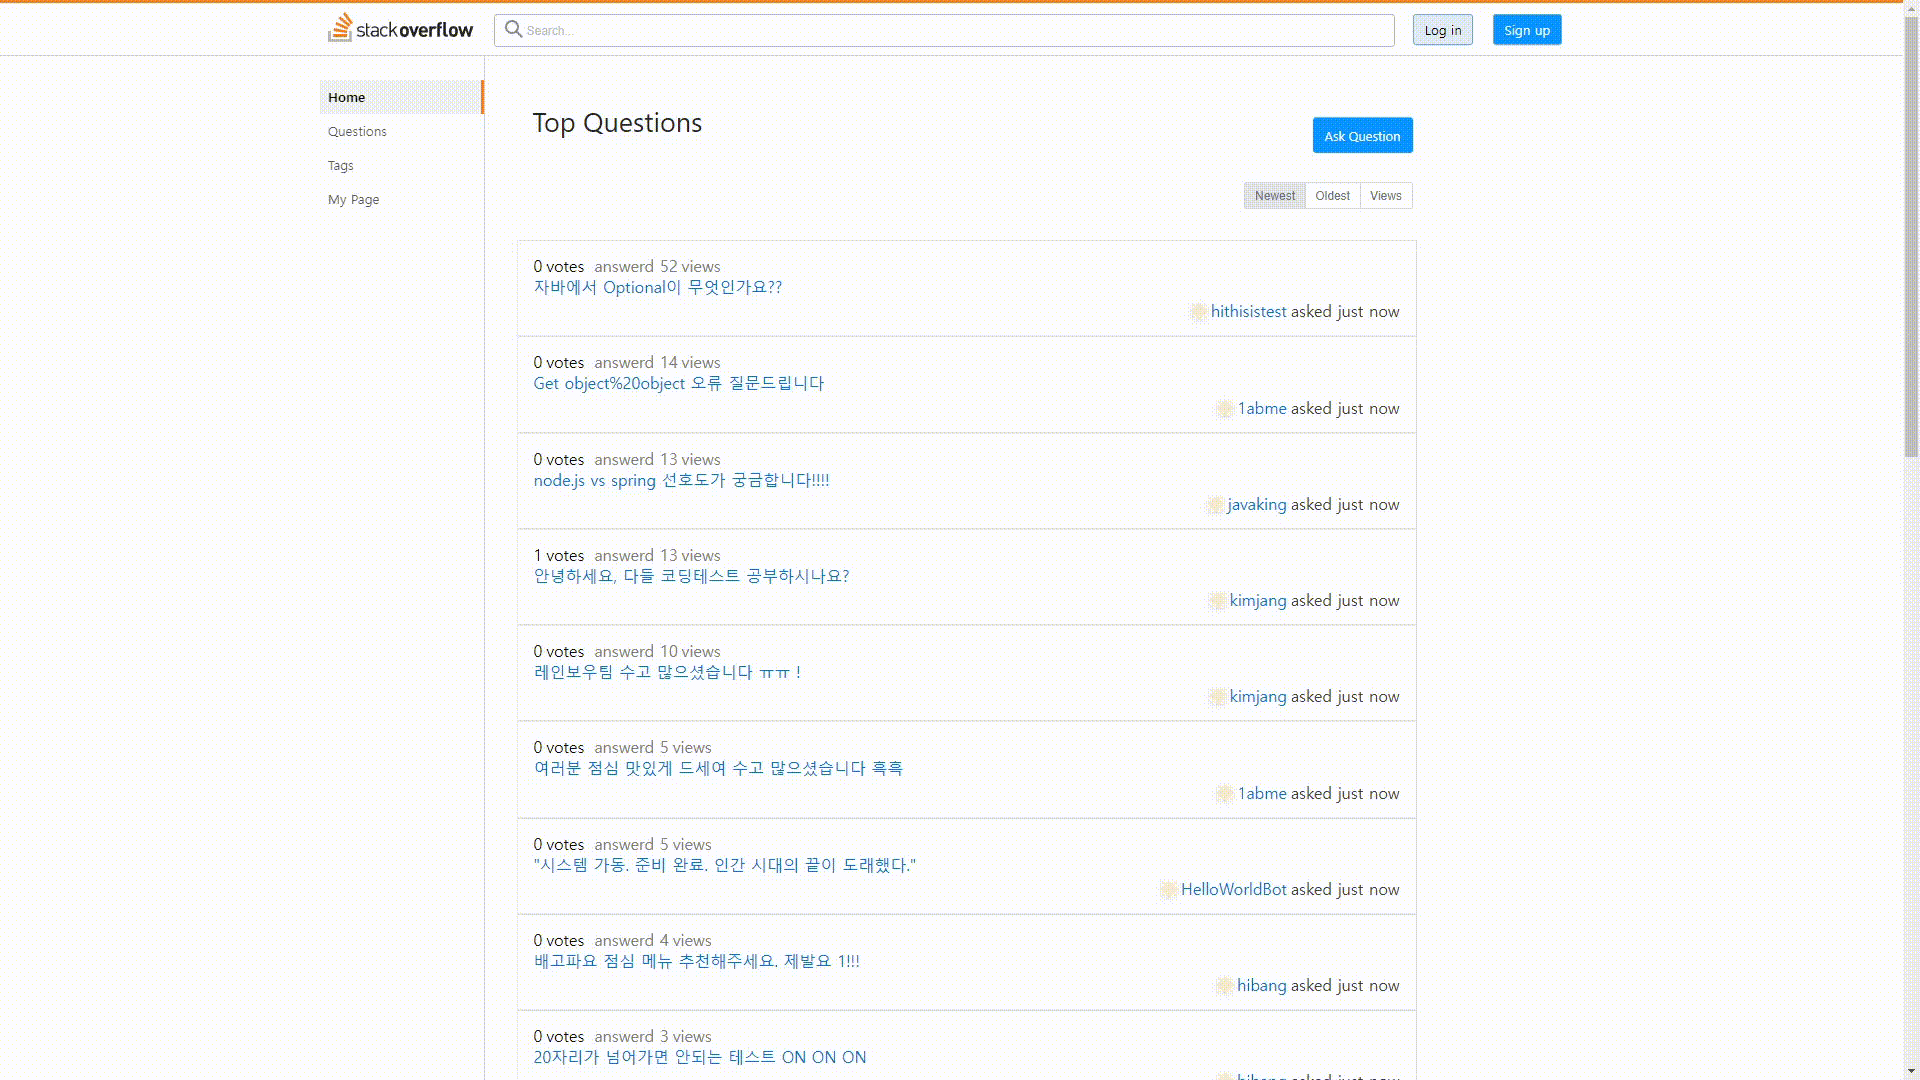 stackoverflow
Search...
Log in
Sign up
Home
Questions
Tags
My Page
Top Questions
Ask Question
Newest Oldest Views
0 votes answerd 52 views
자바에서 Optional이 무엇인가요??
hithisistest asked just now
0 votes answerd 14 views
Get object%20object 오류 질문드립니다
1abme asked just now
0 votes answerd 13 views
node.js vs spring 선호도가 궁금합니다!!!!
javaking asked just now
1 votes answerd 13 views
안녕하세요, 다들 코딩테스트 공부하시나요?
kimjang asked just now
0 votes answerd 10 views
레인보우팀 수고 많으셨습니다 ㅠㅠ !
kimjang asked just now
0 votes answerd 5 views
여러분 점심 맛있게 드세여 수고 많으셨습니다 흑흑
1abme asked just now
0 votes answerd 5 views
"시스템 가동. 준비 완료. 인간 시대의 끝이 도래했다."
HelloWorldBot asked just now
0 votes answerd 4 views
배고파요 점심 메뉴 추천해주세요. 제발요 1!!!
hibang asked just now
0 votes answerd 3 views
20자리가 넘어가면 안되는 테스트 ON ON ON
hibang asked just now